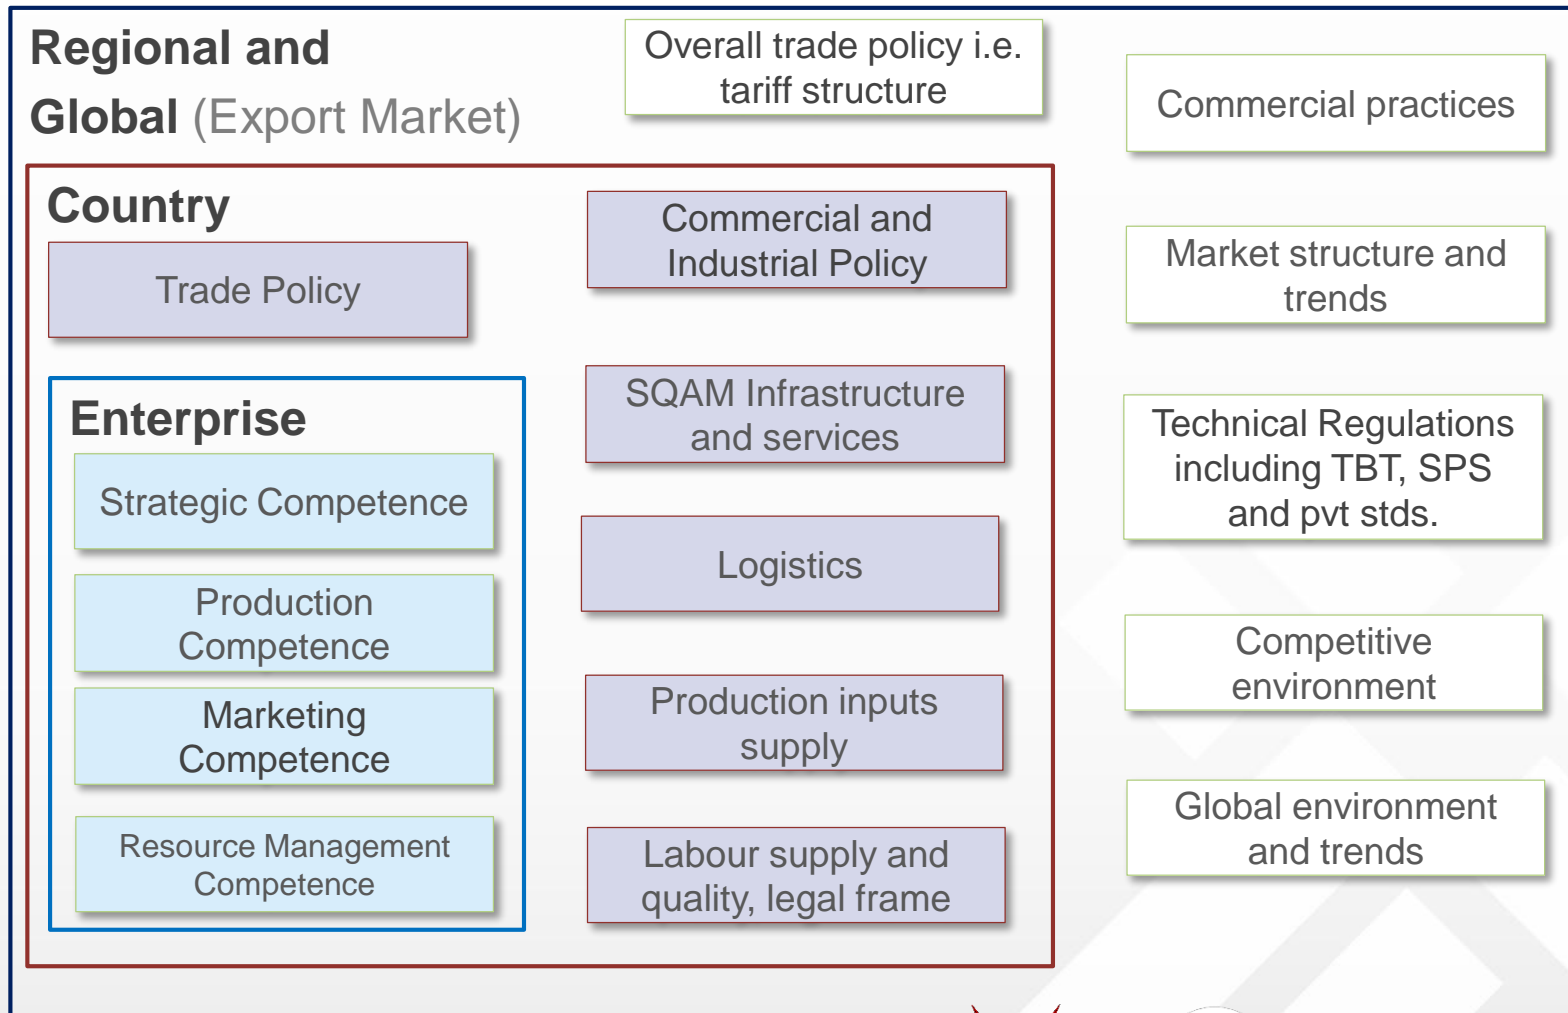 Regional and
Global (Export Market)
Overall trade policy i.e.
tariff structure
Commercial practices
Country
Trade Policy
Commercial and
Industrial Policy
Market structure and
trends
Enterprise
Strategic Competence
Production
Competence
Marketing
Competence
Resource Management
Competence
SQAM Infrastructure
and services
Logistics
Production inputs
supply
Labour supply and
quality, legal frame
Technical Regulations
including TBT, SPS
and pvt stds.
Competitive
environment
Global environment
and trends